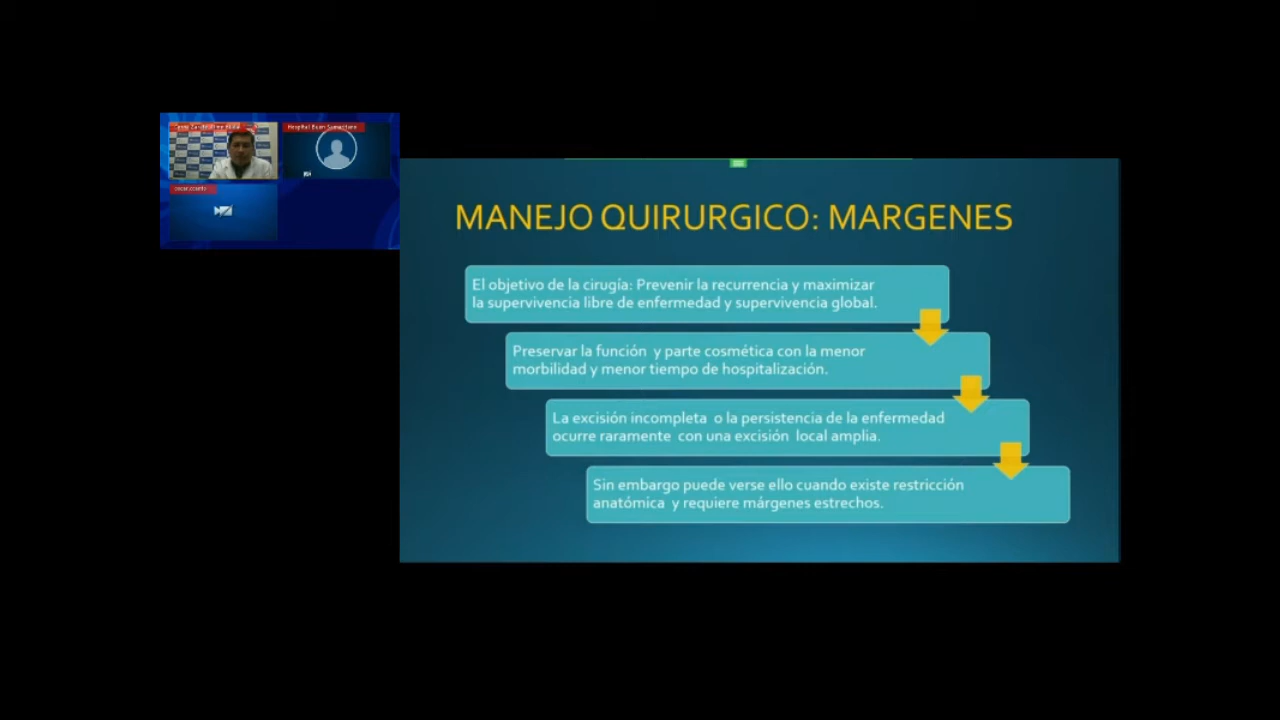 Hospital Buen Samaritano
MANEJO QUIRURGICO: MARGENES
El objetivo de la cirugía: Prevenir la recurrencia y maximizar
la supervivencia libre de enfermedad y supervivencia global.
Preservar la función y parte cosmética con la menor
morbilidad y menor tiempo de hospitalización.
La excisión incompleta o la persistencia de la enfermedad
ocurre raramente con una excisión local amplia.
Sin embargo puede verse ello cuando existe restricción
anatómica y requiere márgenes estrechos.